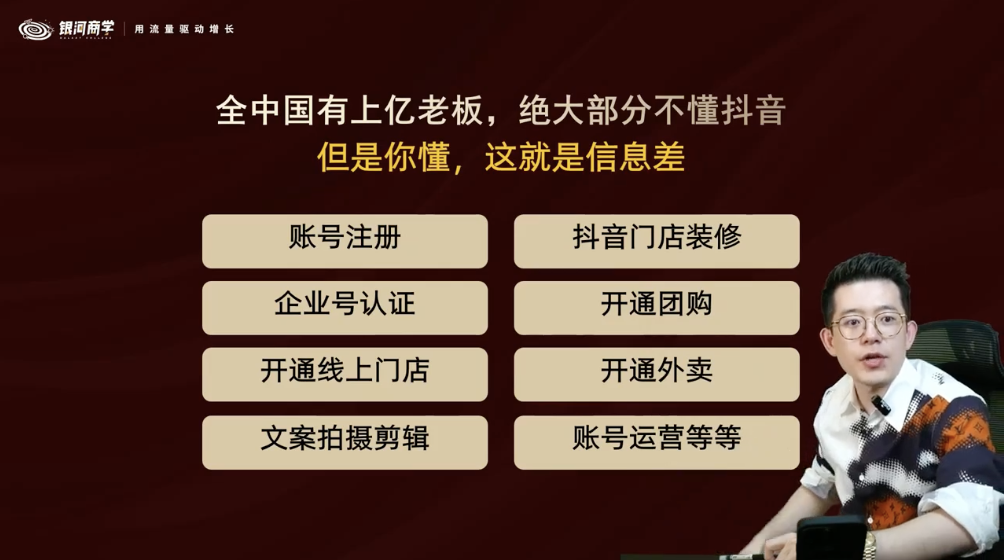 银河商学
用流量驱动增长
全中国有上亿老板，绝大部分不懂抖音
但是你懂，这就是信息差
账号注册
抖音门店装修
企业号认证
开通团购
开通线上门店
开通外卖
文案拍摄剪辑
账号运营等等